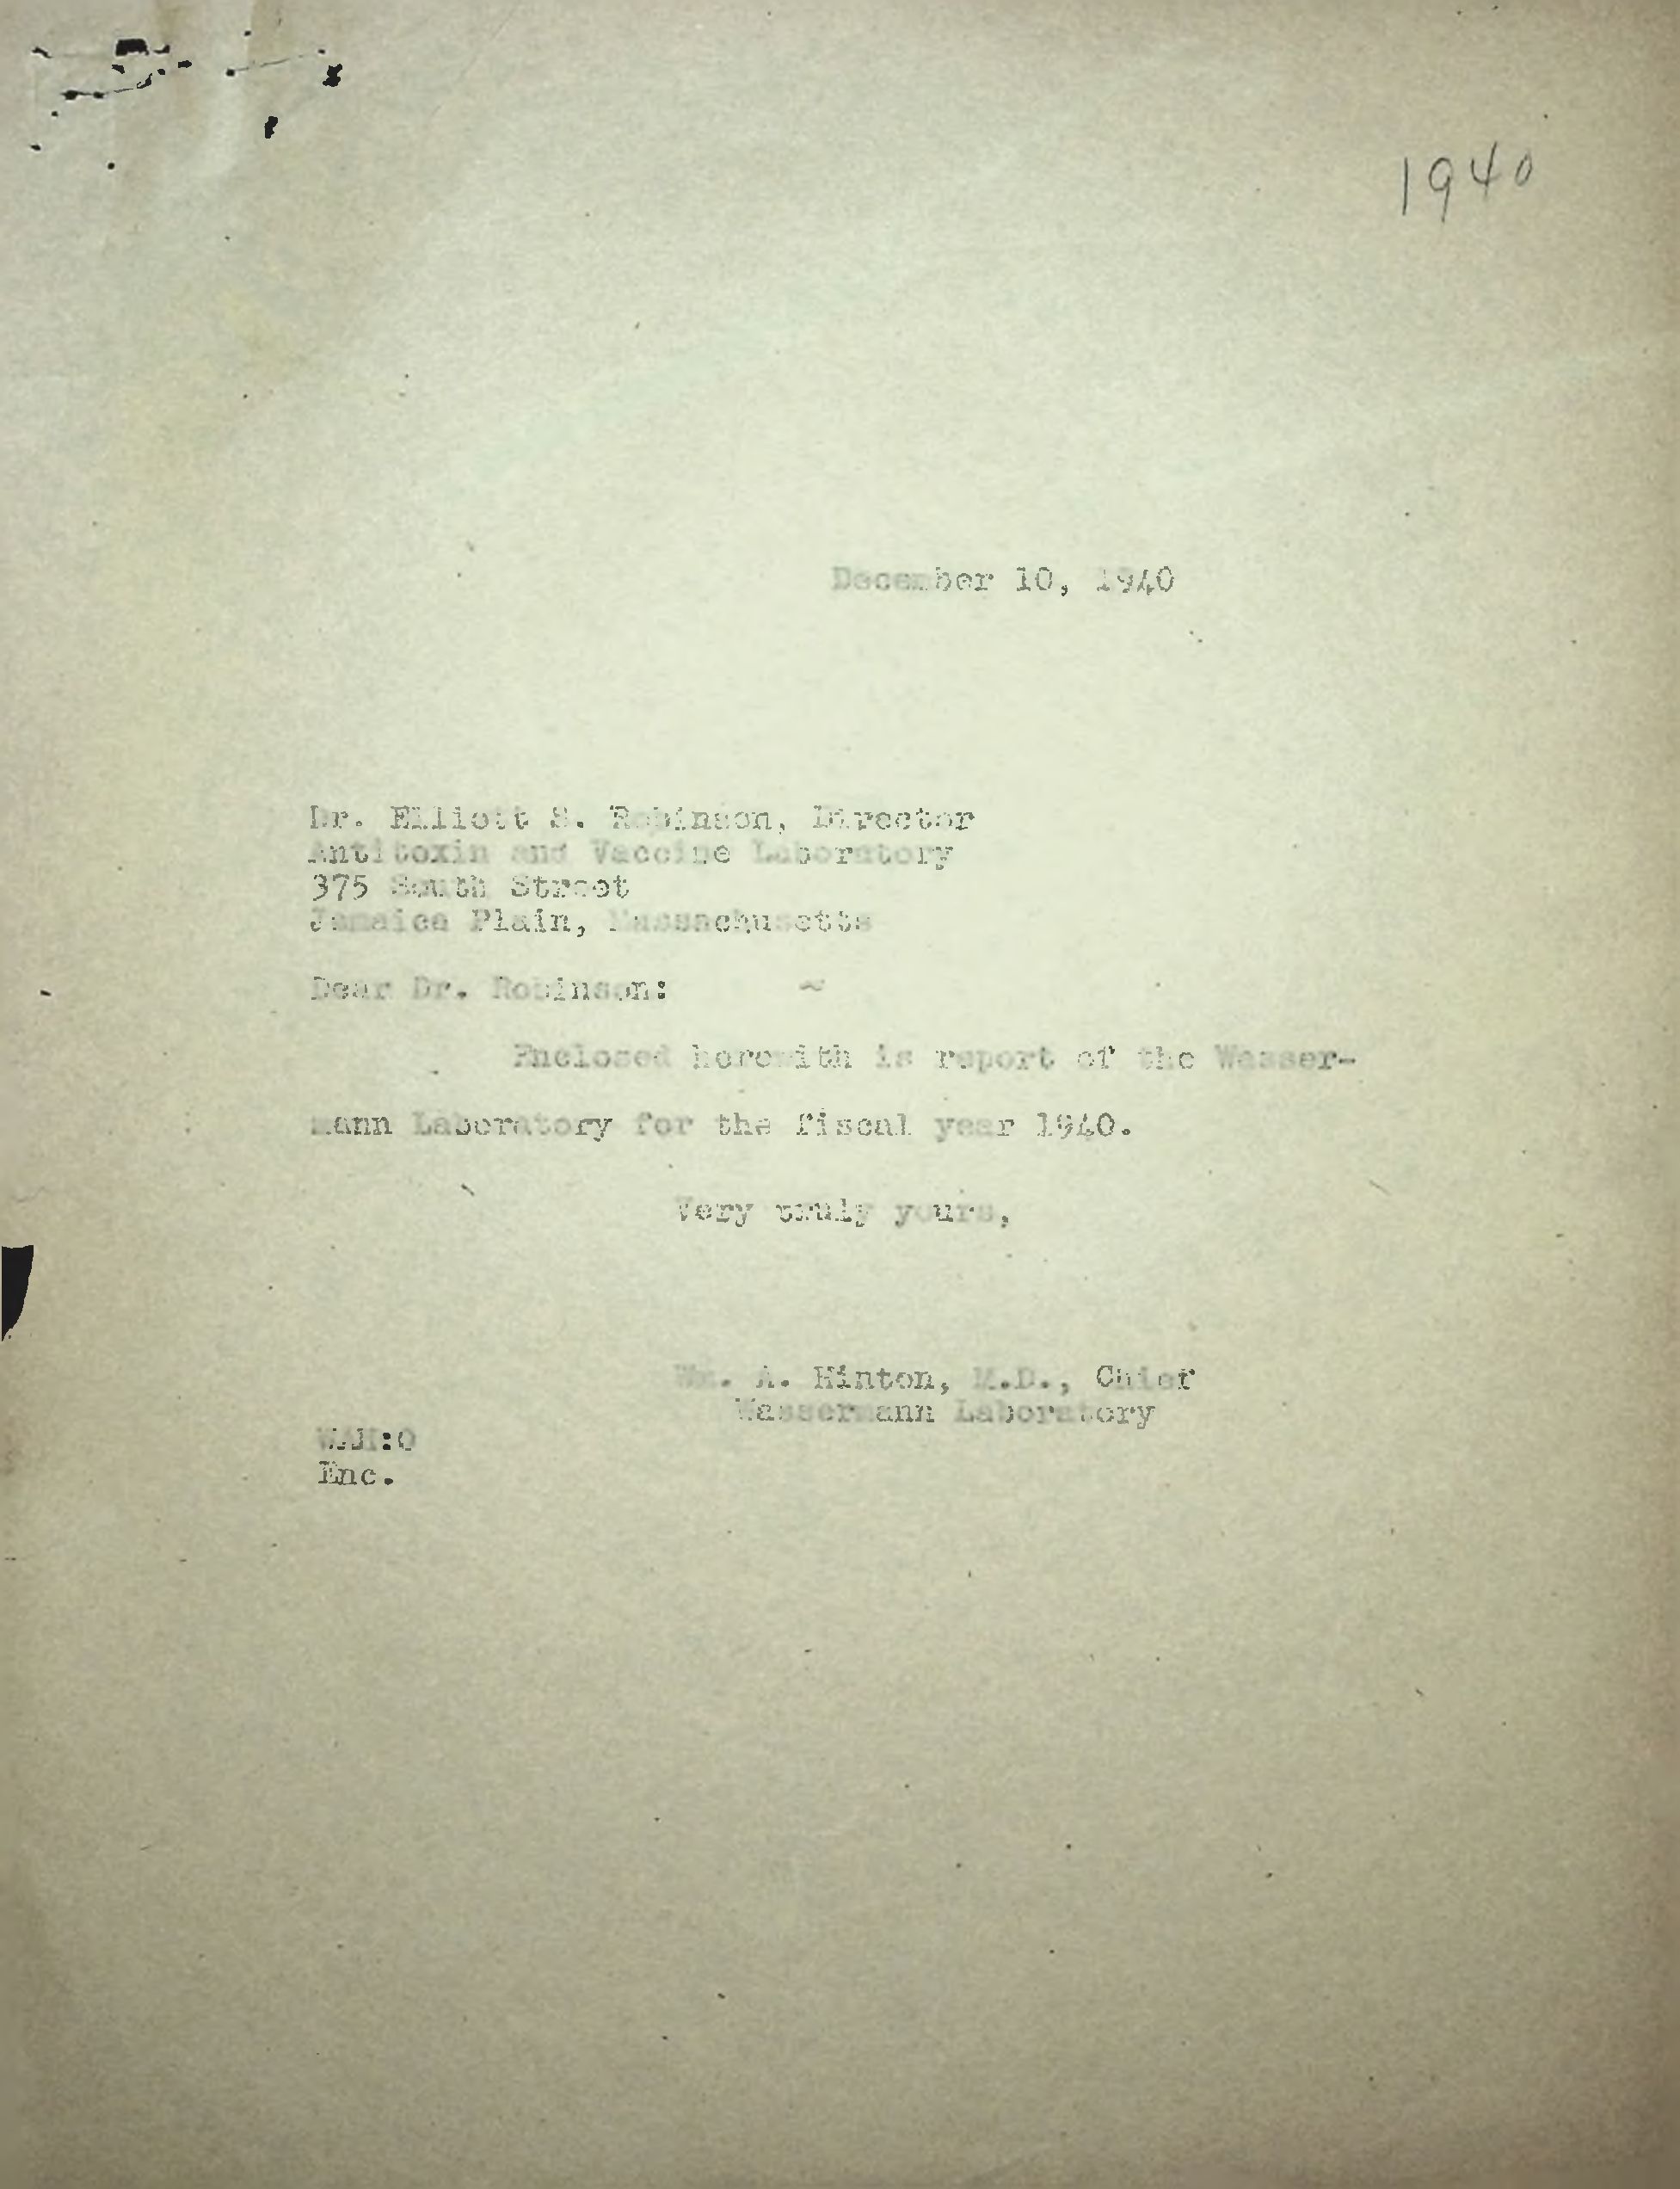 1940
December 10, 1940
Dr. Elliott S. Robinson, Director
Antitoxin and Vaccine Laboratory
375 South Street
Jamaica Plain, Massachusetts
Dear Dr. Robinson:
Enclosed herewith is report of the Wasser-
mann Laboratory for the fiscal year 1940.
Very truly yours,
Wm. A. Hinton, M.D., Chief
Wassermann Laboratory
WAH:O
Enc.